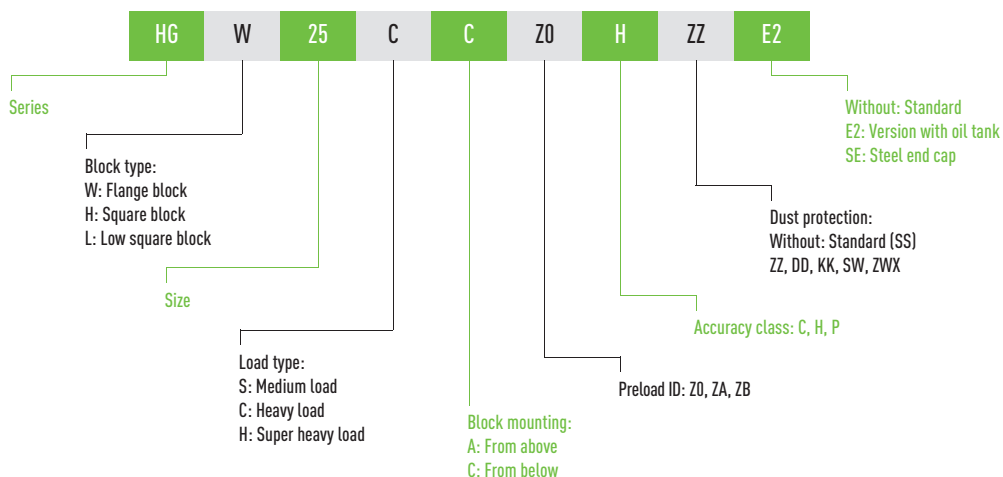 HG W 25 C C Z0 H ZZ E2
Series
Block type:
W: Flange block
H: Square block
L: Low square block
Size
Load type:
S: Medium load
C: Heavy load
H: Super heavy load
Block mounting:
A: From above
C: From below
Preload ID: Z0, ZA, ZB
Accuracy class: C, H, P
Dust protection:
Without: Standard (SS)
ZZ, DD, KK, SW, ZWX
Without: Standard
E2: Version with oil tank
SE: Steel end cap